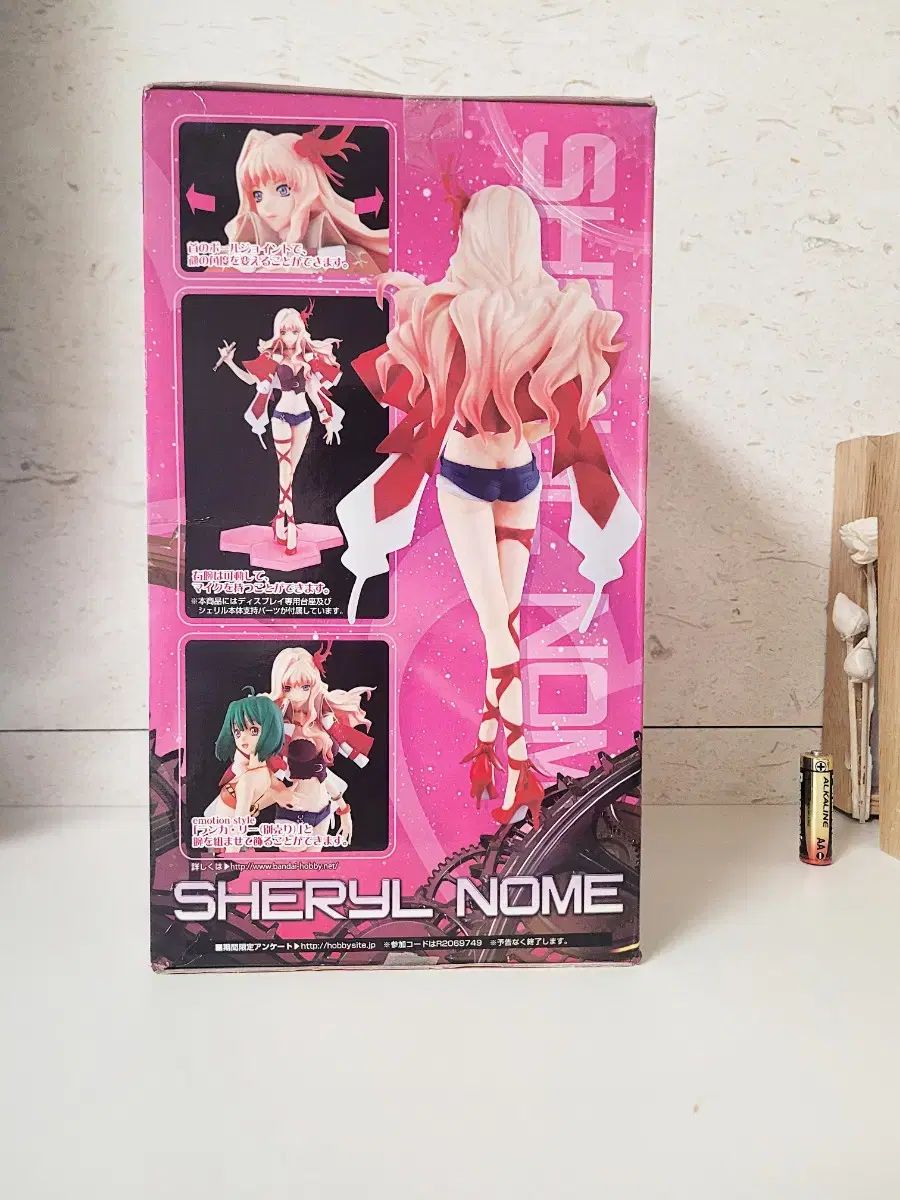 首のボールジョイントで、
顔の角度を変えることができます。
右腕は可動して、
マイクを持つことができます。
※本商品にはディスプレイ専用台座及び
シェリル本体支持パーツが付属しています。
emotion style
「ランカ・リー(別売り)」と
腕を組ませて飾ることができます。
詳しくは▶http://www.bandai-hobby.net/
SHERYL NOME
■期間限定アンケート▶http://hobbysite.jp ※参加コードはR2069749 ※予告なく終了します。
SHERYL NOME
ALKALINE
AA